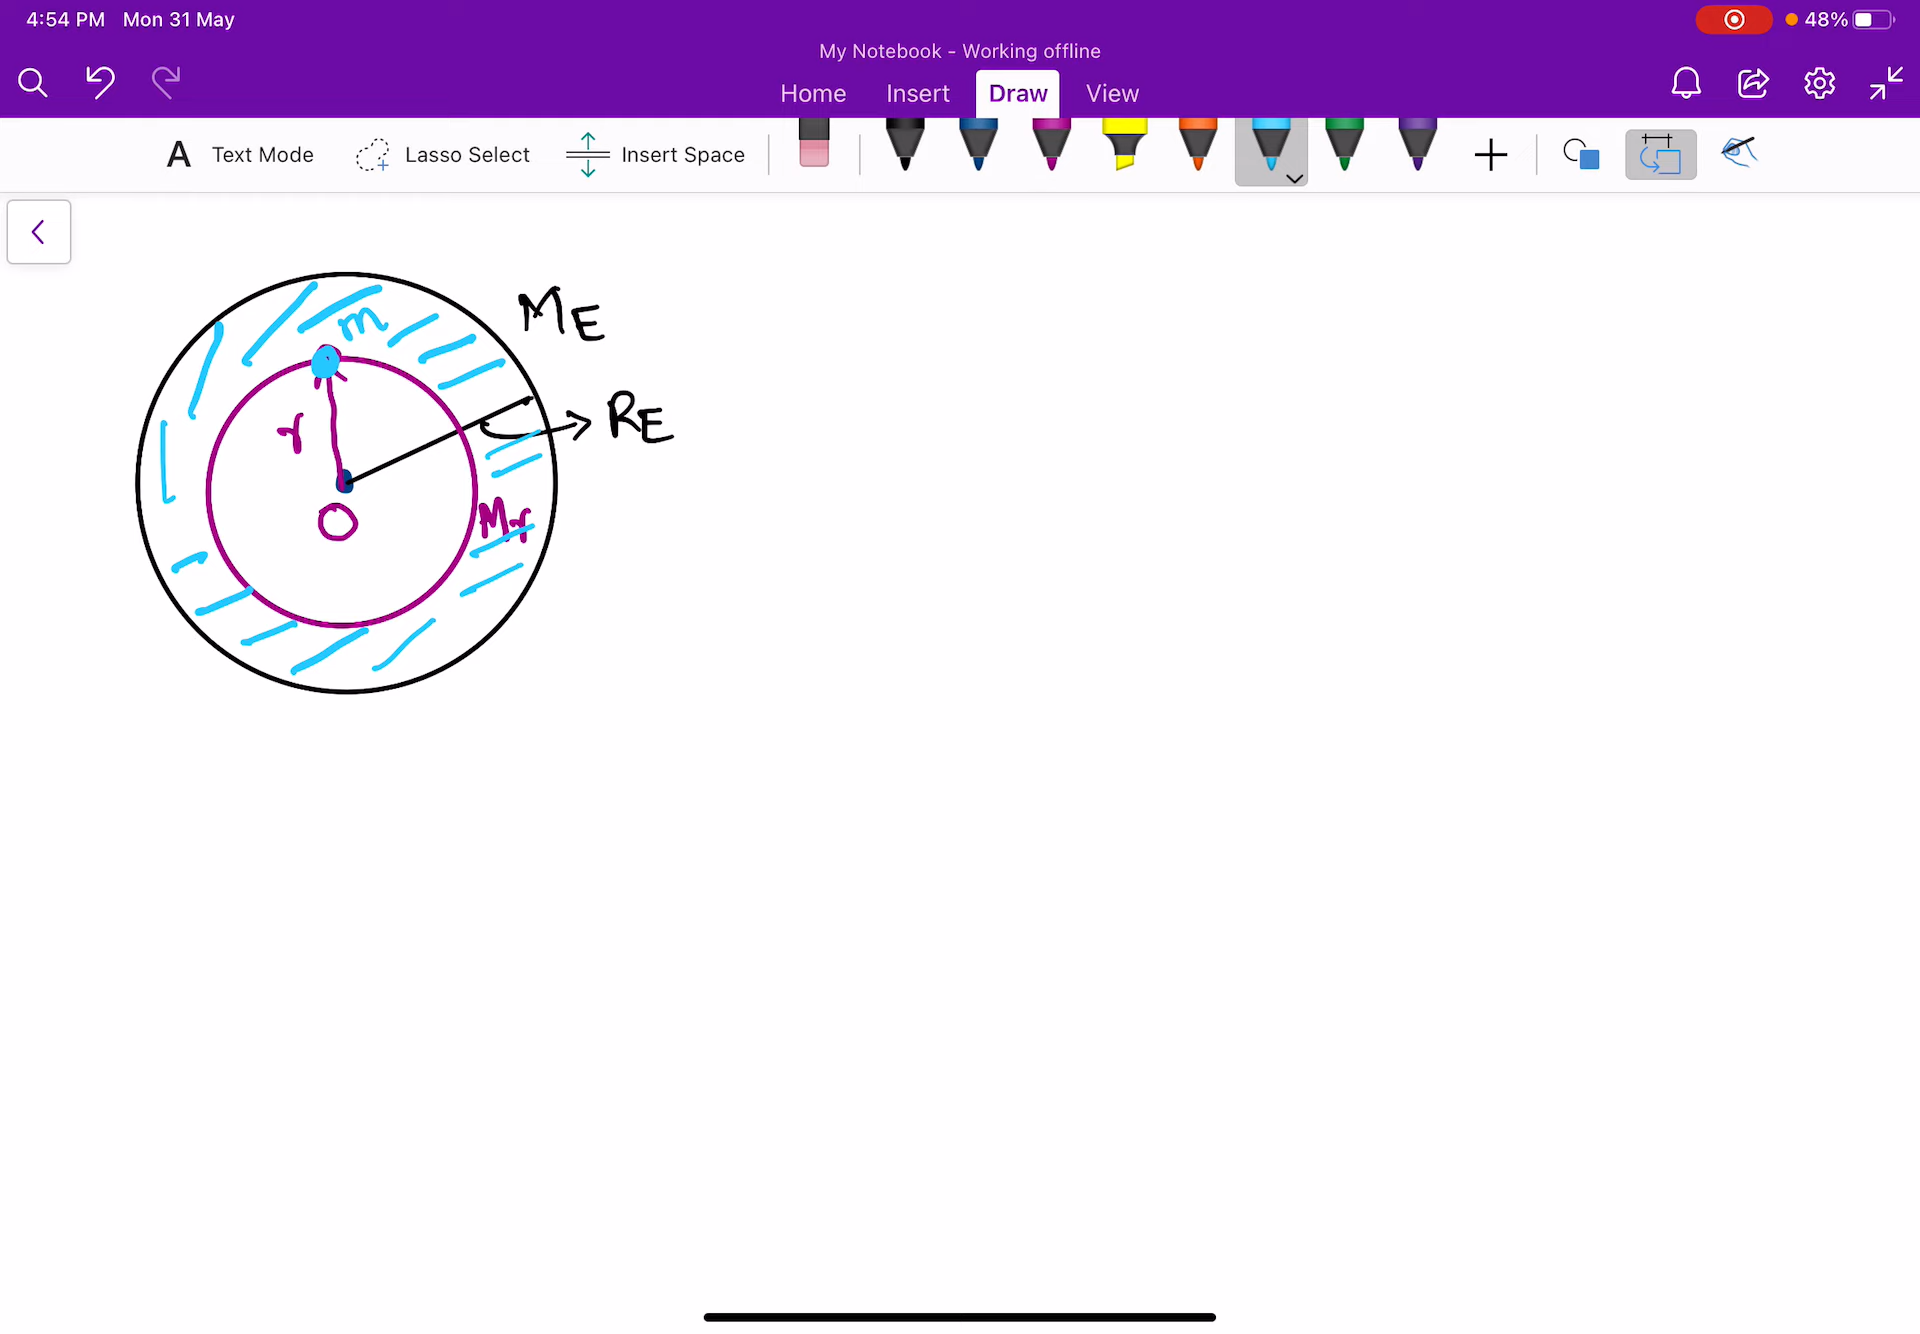 4:54 PM Mon 31 May
48%
My Notebook - Working offline
Home Insert Draw View
A Text Mode Lasso Select Insert Space
m
ME
r
RE
O
Mr